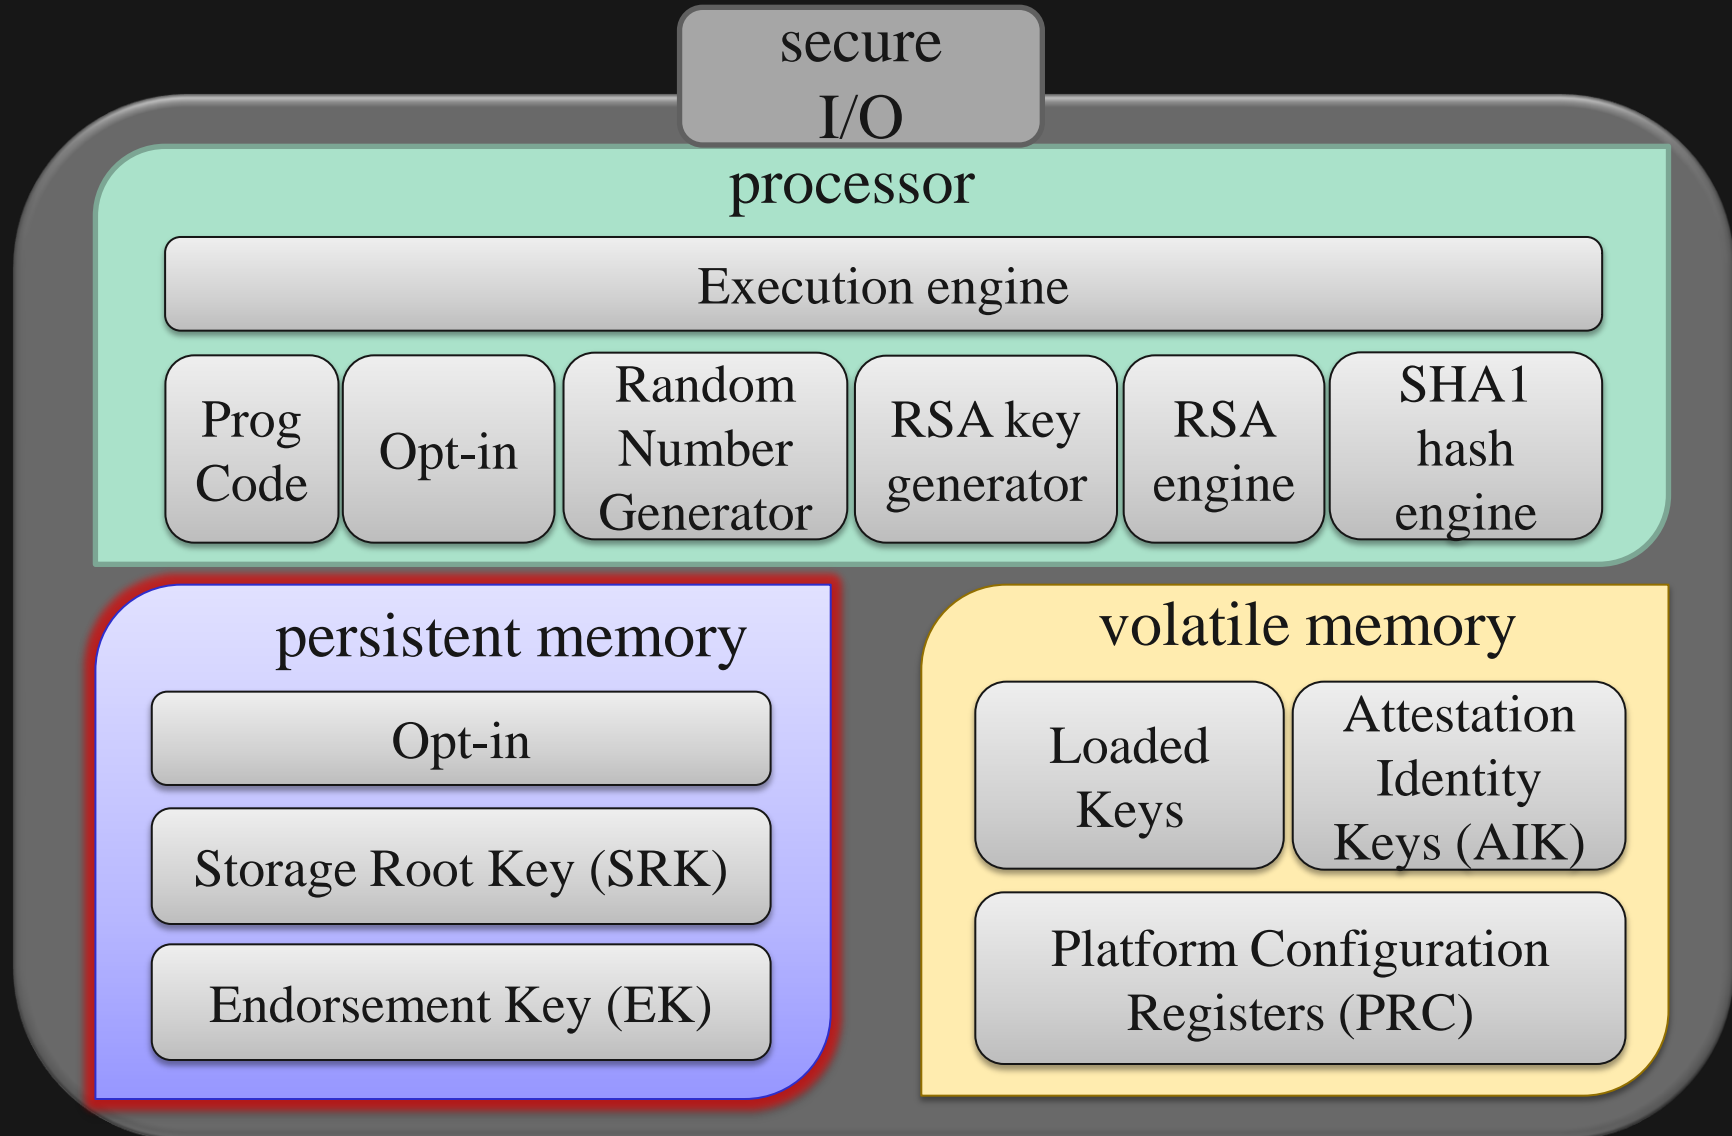 secure
I/O
processor
Execution engine
Prog
Code
Opt-in
Random
Number
Generator
RSA key
generator
RSA
engine
SHA1
hash
engine
persistent memory
Opt-in
Storage Root Key (SRK)
Endorsement Key (EK)
volatile memory
Loaded
Keys
Attestation
Identity
Keys (AIK)
Platform Configuration
Registers (PRC)